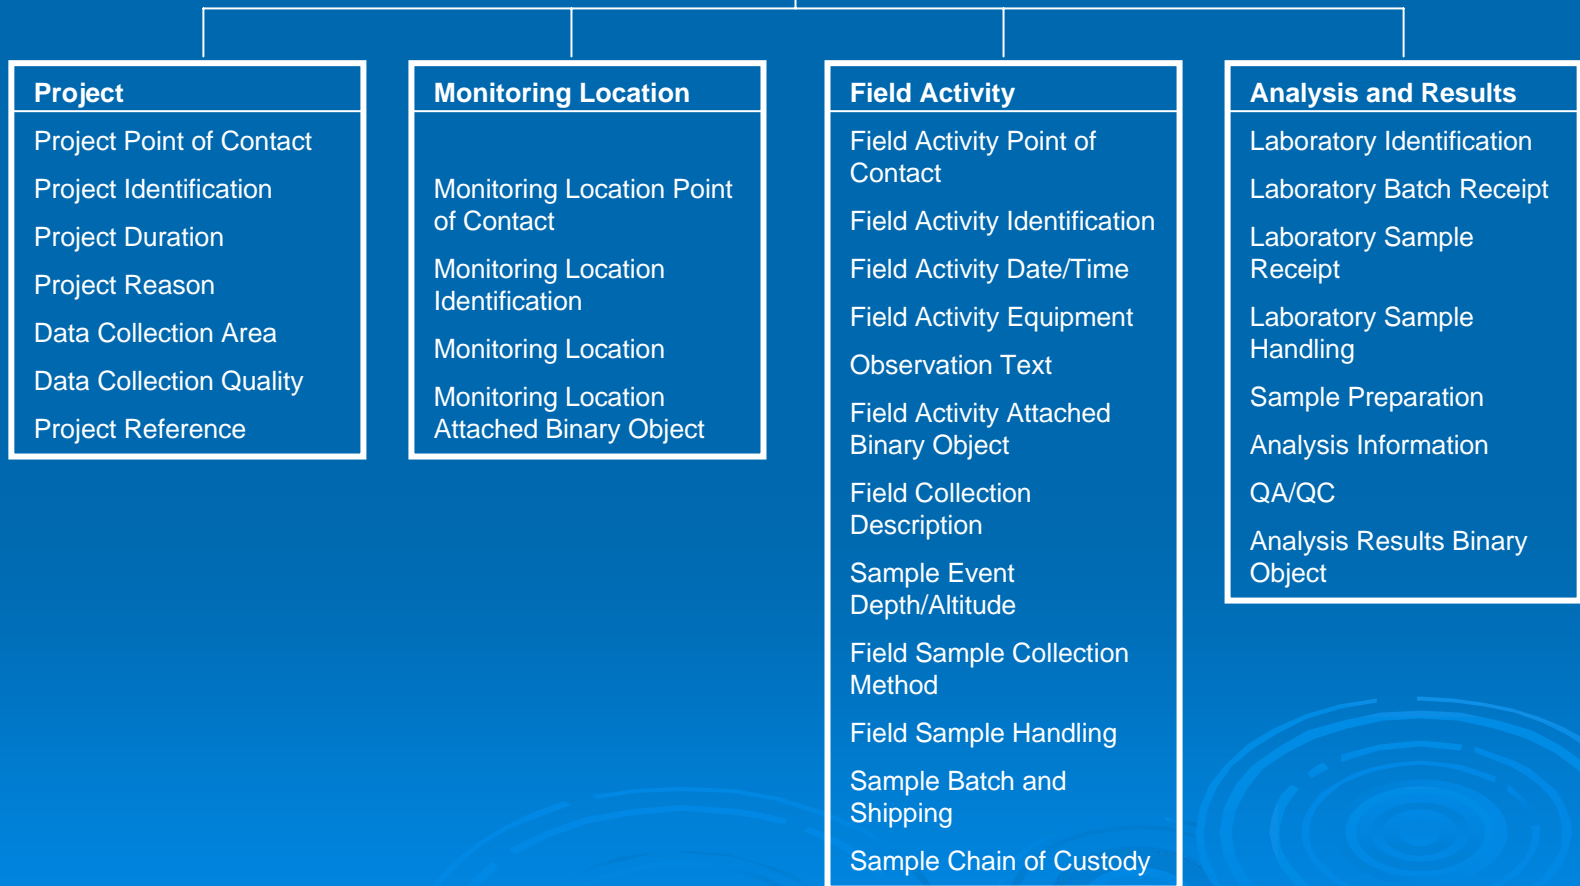 Project
Project Point of Contact
Project Identification
Project Duration
Project Reason
Data Collection Area
Data Collection Quality
Project Reference
Monitoring Location
Monitoring Location Point
of Contact
Monitoring Location
Identification
Monitoring Location
Monitoring Location
Attached Binary Object
Field Activity
Field Activity Point of
Contact
Field Activity Identification
Field Activity Date/Time
Field Activity Equipment
Observation Text
Field Activity Attached
Binary Object
Field Collection
Description
Sample Event
Depth/Altitude
Field Sample Collection
Method
Field Sample Handling
Sample Batch and
Shipping
Sample Chain of Custody
Analysis and Results
Laboratory Identification
Laboratory Batch Receipt
Laboratory Sample
Receipt
Laboratory Sample
Handling
Sample Preparation
Analysis Information
QA/QC
Analysis Results Binary
Object